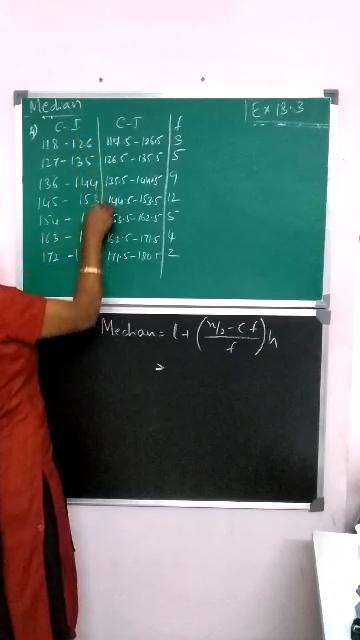 Median
Ex 13.3
4) C-I C-I f
118-126 117.5-126.5 3
127-135 126.5-135.5 5
136-144 135.5-144.5 9
145-153 144.5-153.5 12
154- 53.5-162.5 5
163- 162.5-171.5 4
172- 171.5-180.5 2
Median = l + (n/2 - cf / f) h
=